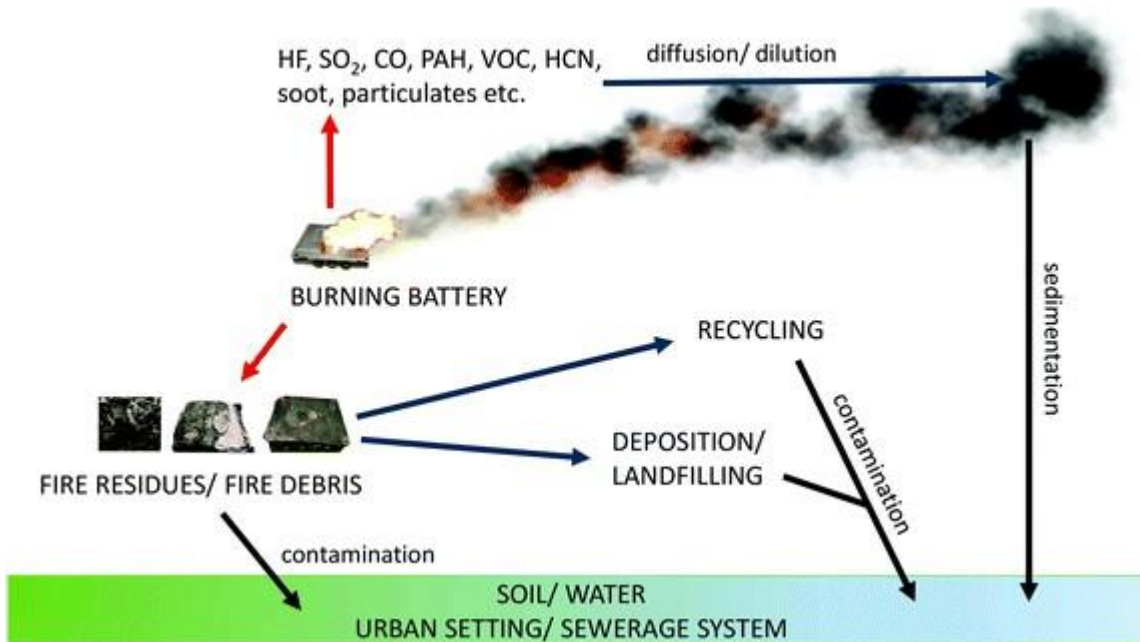 HF, SO₂, CO, PAH, VOC, HCN,
soot, particulates etc.
diffusion/ dilution
BURNING BATTERY
sedimentation
RECYCLING
contamination
DEPOSITION/
LANDFILLING
FIRE RESIDUES/ FIRE DEBRIS
contamination
SOIL/ WATER
URBAN SETTING/ SEWERAGE SYSTEM